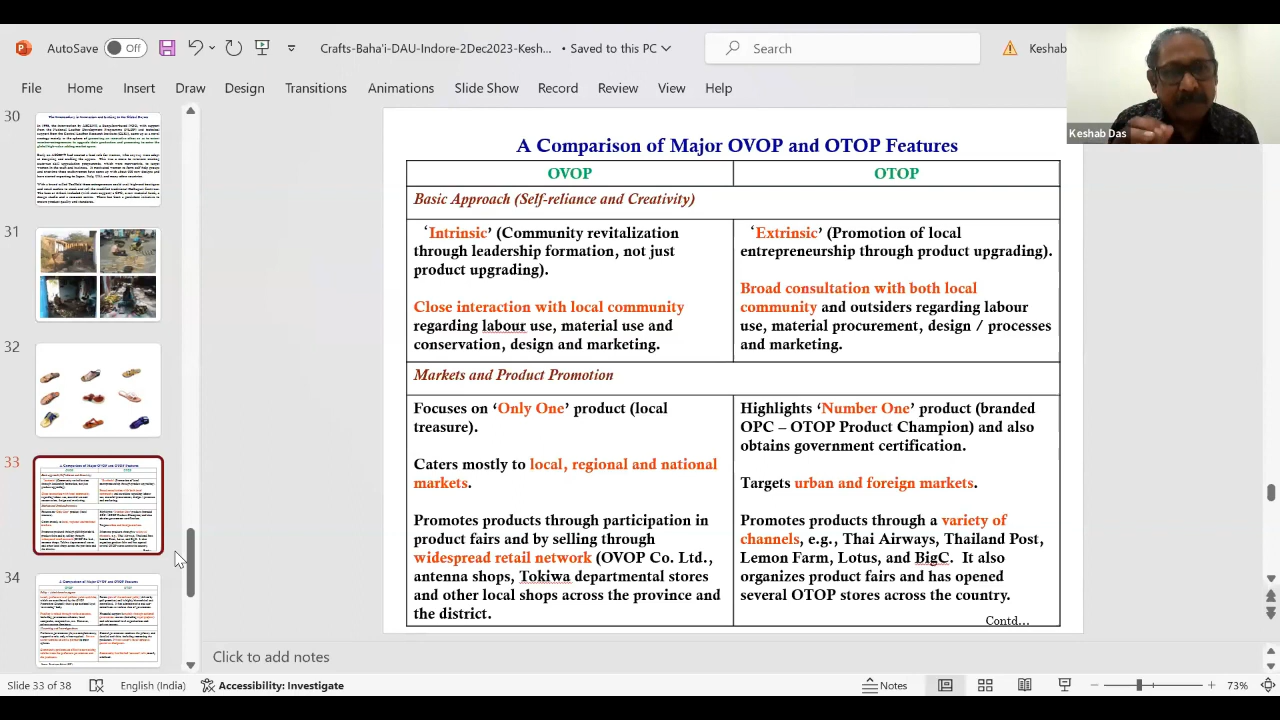 AutoSave Off Crafts-Baha'i-DAU-Indore-2Dec2023-Kesh... • Saved to this PC Search Keshab
File Home Insert Draw Design Transitions Animations Slide Show Record Review View Help
Keshab Das
30
31
32
33
34
A Comparison of Major OVOP and OTOP Features
OVOP OTOP
Basic Approach (Self-reliance and Creativity)
'Intrinsic' (Community revitalization
through leadership formation, not just
product upgrading).
Close interaction with local community
regarding labour use, material use and
conservation, design and marketing.
'Extrinsic' (Promotion of local
entrepreneurship through product upgrading).
Broad consultation with both local
community and outsiders regarding labour
use, material procurement, design / processes
and marketing.
Markets and Product Promotion
Focuses on 'Only One' product (local
treasure).
Caters mostly to local, regional and national
markets.
Promotes products through participation in
product fairs and by selling through
widespread retail network (OVOP Co. Ltd.,
antenna shops, Tokiwa departmental stores
and other local shops across the province and
the district.
Highlights 'Number One' product (branded
OPC – OTOP Product Champion) and also
obtains government certification.
Targets urban and foreign markets.
Promotes products through a variety of
channels, e.g., Thai Airways, Thailand Post,
Lemon Farm, Lotus, and BigC. It also
organizes product fairs and has opened
several OTOP stores across the country.
Contd...
Click to add notes
Slide 33 of 38 English (India) Accessibility: Investigate Notes 73%